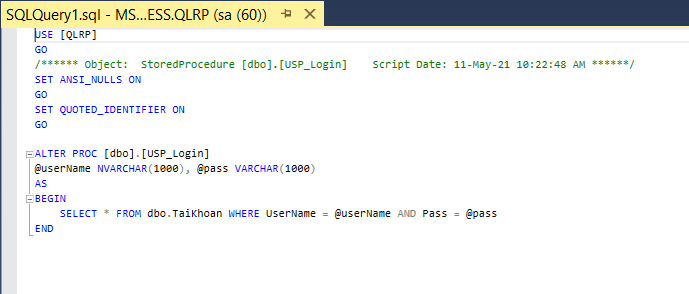 SQLQuery1.sql - MS...ESS.QLRP (sa (60))
USE [QLRP]
GO
/****** Object:  StoredProcedure [dbo].[USP_Login]    Script Date: 11-May-21 10:22:48 AM ******/
SET ANSI_NULLS ON
GO
SET QUOTED_IDENTIFIER ON
GO
ALTER PROC [dbo].[USP_Login]
@userName NVARCHAR(1000), @pass VARCHAR(1000)
AS
BEGIN
    SELECT * FROM dbo.TaiKhoan WHERE UserName = @userName AND Pass = @pass
END